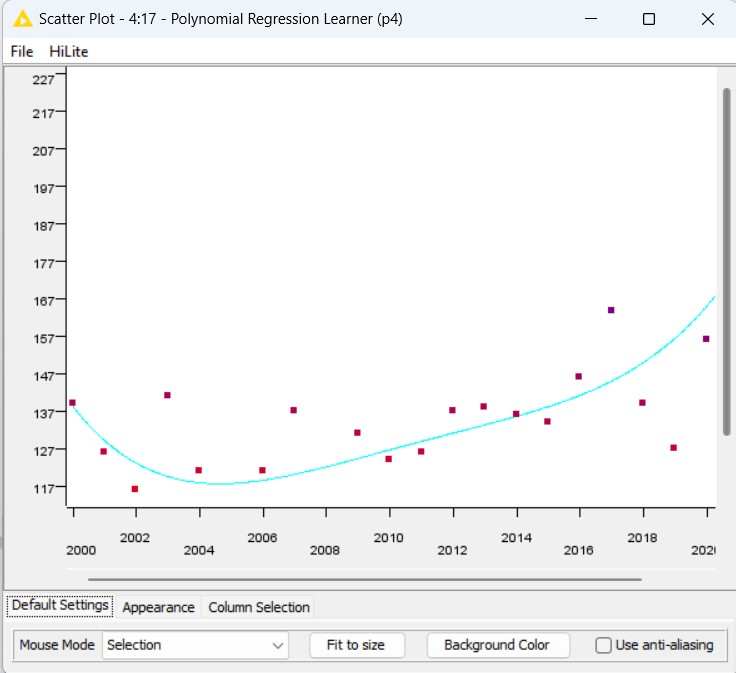 Scatter Plot - 4:17 - Polynomial Regression Learner (p4)
File HiLite
227
217
207
197
187
177
167
157
147
137
127
117
2002 2006 2010 2014 2018
2000 2004 2008 2012 2016 202
Default Settings Appearance Column Selection
Mouse Mode Selection Fit to size Background Color Use anti-aliasing